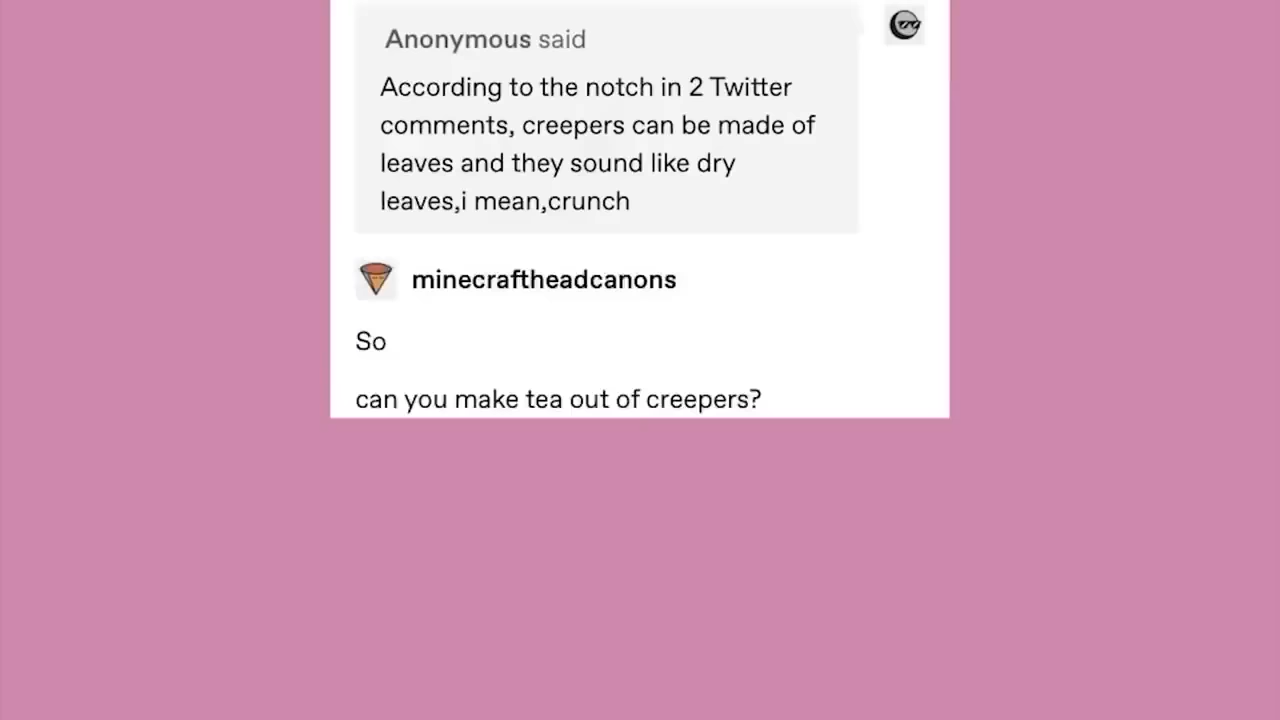 Anonymous said
According to the notch in 2 Twitter
comments, creepers can be made of
leaves and they sound like dry
leaves,i mean,crunch
minecraftheadcanons
So
can you make tea out of creepers?